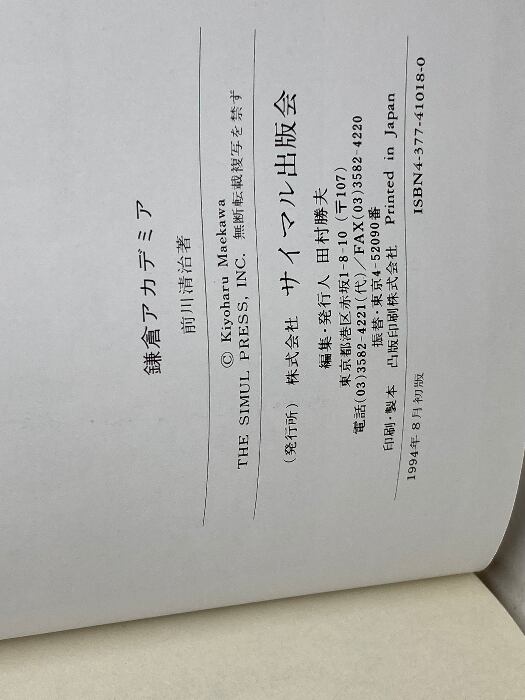 鎌倉アカデミア
前川清治著
© Kiyoharu Maekawa
THE SIMUL PRESS, INC. 無断転載複写を禁ず
(発行所) 株式会社 サイマル出版会
編集・発行人 田村勝夫
東京都港区赤坂1-8-10 (〒107)
電話(03)3582-4221(代)/FAX(03)3582-4220
振替・東京4-52090番
印刷・製本 凸版印刷株式会社 Printed in Japan
1994年8月初版 ISBN4-377-41018-0